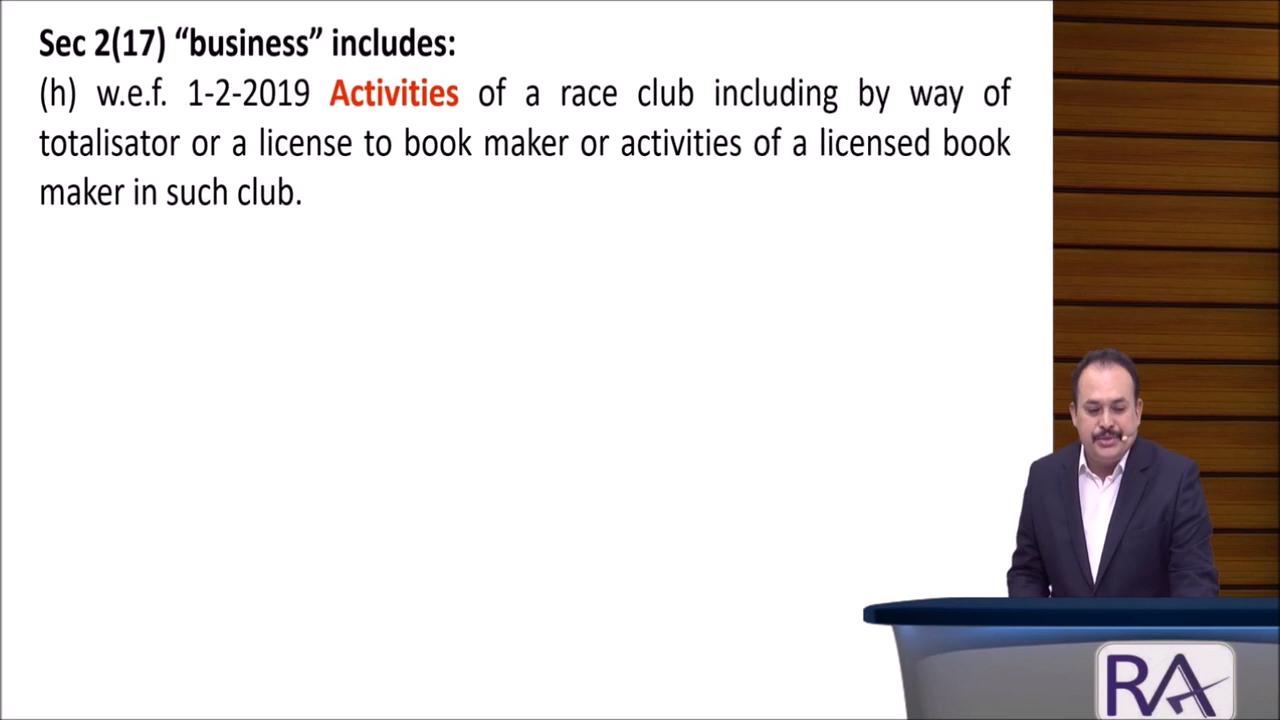 Sec 2(17) “business” includes:
(h) w.e.f. 1-2-2019 Activities of a race club including by way of
totalisator or a license to book maker or activities of a licensed book
maker in such club.
RA